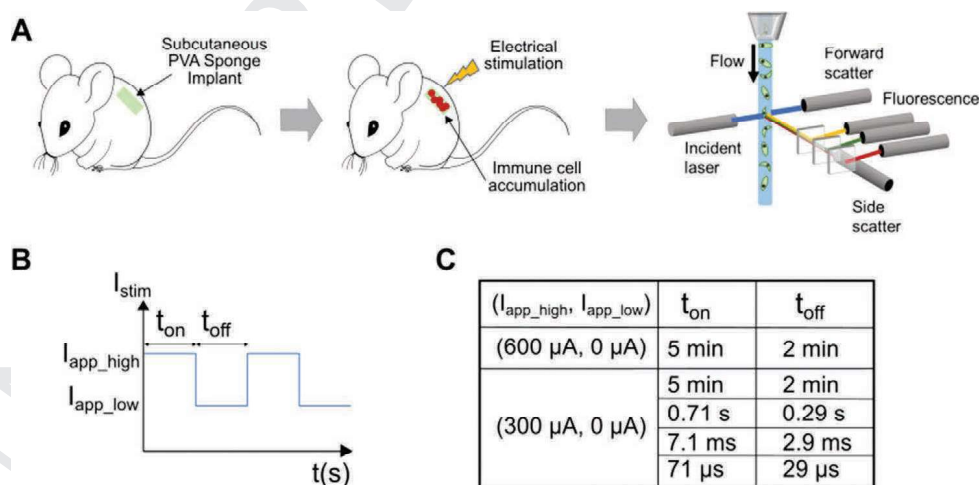 A
Subcutaneous
PVA Sponge
Implant
Electrical
stimulation
Immune cell
accumulation
Flow
Forward
scatter
Fluorescence
Incident
laser
Side
scatter
B
I_stim
t_on t_off
I_app_high
I_app_low
t(s)
C
(I_app_high, I_app_low) t_on t_off
(600 µA, 0 µA) 5 min 2 min
(300 µA, 0 µA) 5 min 2 min
0.71 s 0.29 s
7.1 ms 2.9 ms
71 µs 29 µs